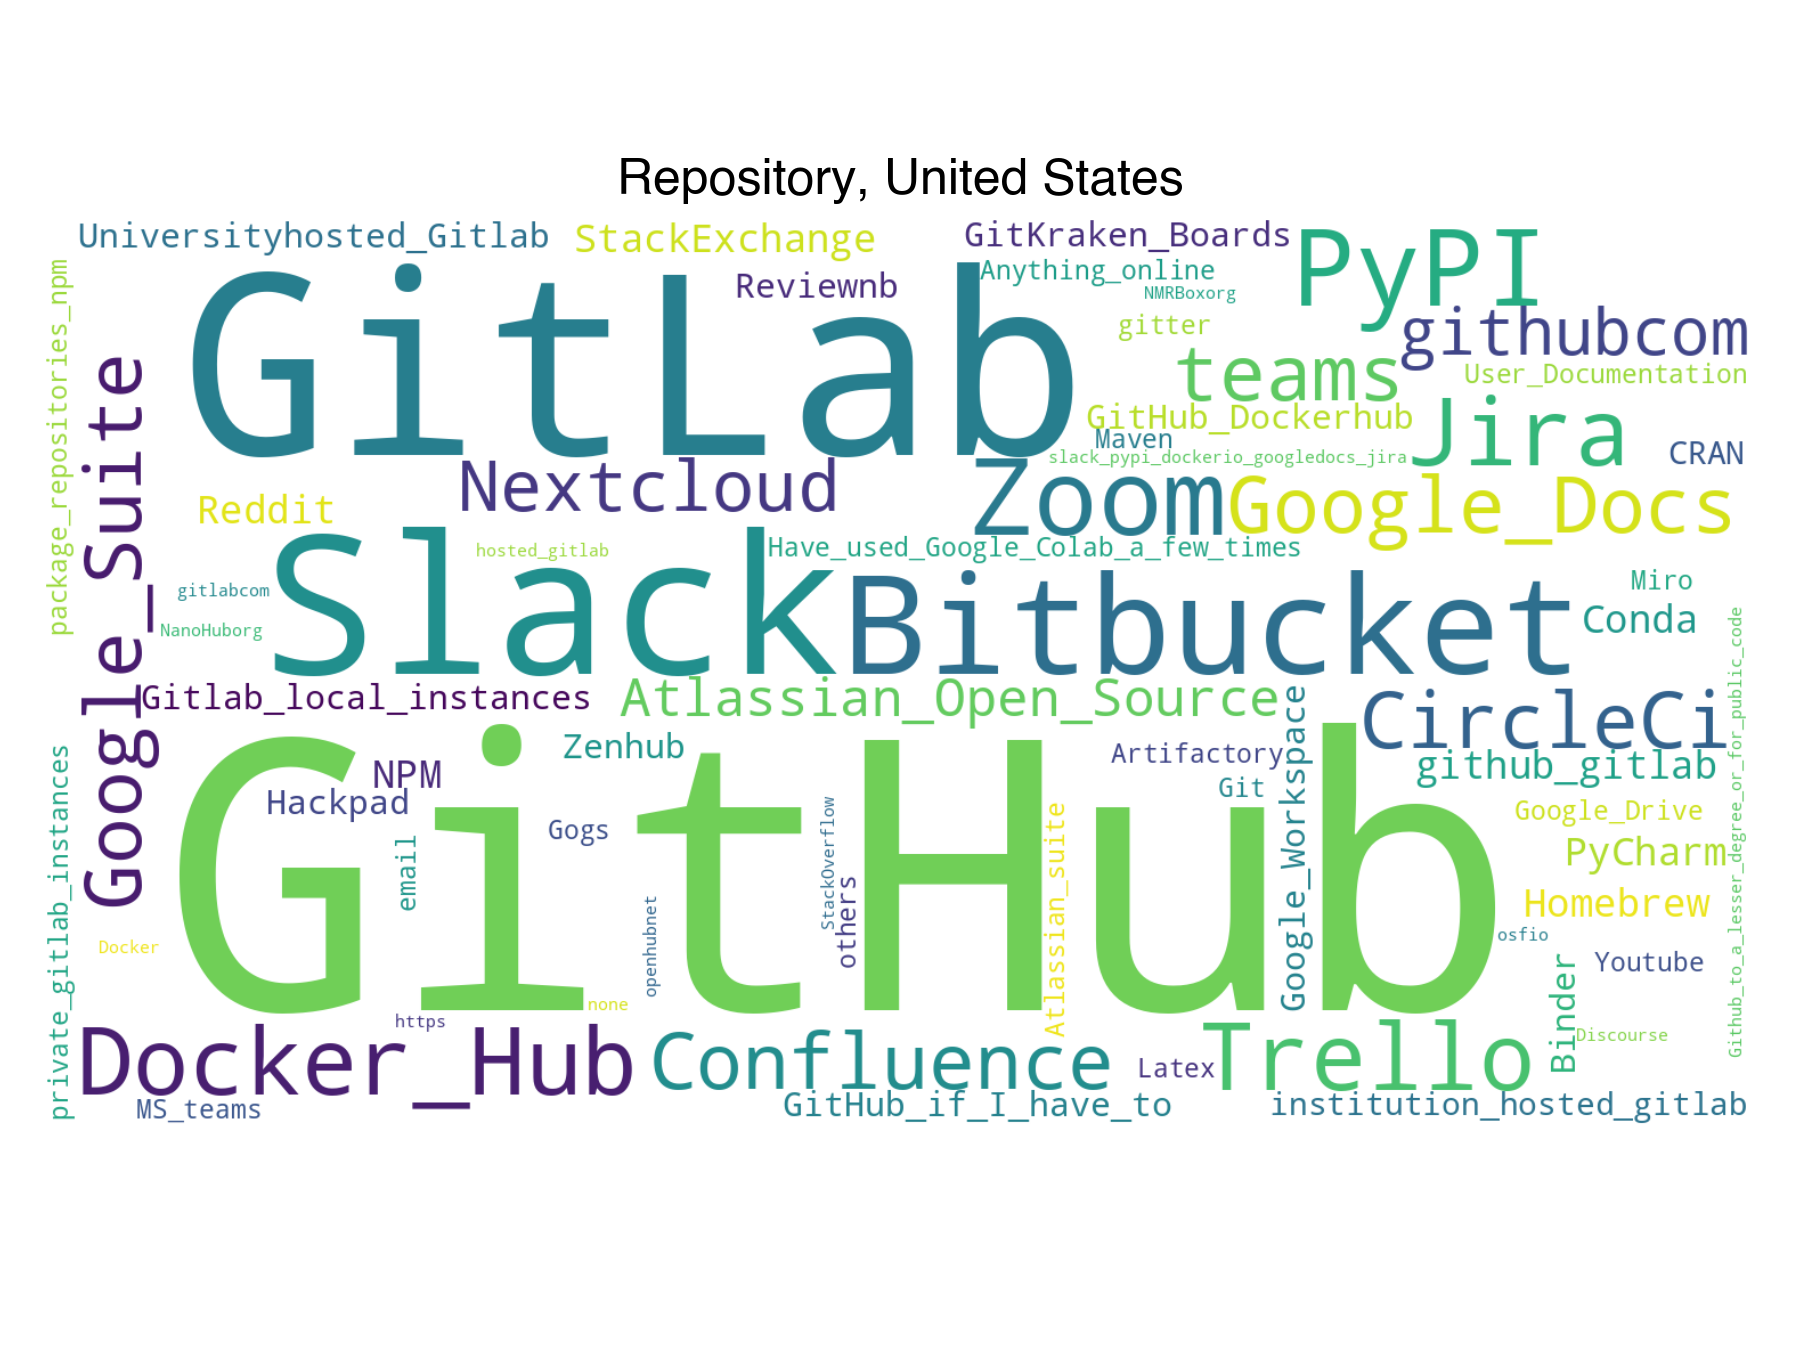 Repository, United States
Universityhosted_Gitlab
StackExchange
GitKraken_Boards
PyPI
Anything_online
Reviewnb
NMRBoxorg
GitLab
gitter
githubcom
package_repositories_npm
teams
User_Documentation
Google_Suite
GitHub_Dockerhub
Jira
Maven
CRAN
slack_pypi_dockerio_googledocs_jira
Nextcloud
Zoom
Google_Docs
Reddit
hosted_gitlab
Have_used_Google_Colab_a_few_times
Slack
Bitbucket
gitlabcom
Miro
NanoHuborg
Conda
Gitlab_local_instances
Atlassian_Open_Source
CircleCi
Github_to_a_lesser_degree_or_for_public_code
Zenhub
Artifactory
Google_Workspace
github_gitlab
NPM
Git
Hackpad
Google_Drive
GitHub
Gogs
private_gitlab_instances
email
StackOverflow
others
Atlassian_suite
PyCharm
Homebrew
openhubnet
osfio
Docker
Youtube
none
https
Binder
Docker_Hub
Confluence
Trello
Discourse
Latex
MS_teams
GitHub_if_I_have_to
institution_hosted_gitlab